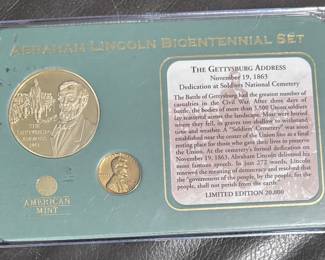 ABRAHAM LINCOLN BICENTENNIAL SET
THE GETTYSBURG
ADDRESS
1863
AMERICAN
MINT
THE GETTYSBURG ADDRESS
November 19, 1863
Dedication at Soldiers National Cemetery
The Battle of Gettysburg had the greatest number of
casualties in the Civil War. After three days of
battle, the bodies of more than 3,500 Union soldiers
lay scattered across the landscape. Most were buried
where they fell, in graves too shallow to withstand
time and weather. A "Soldiers' Cemetery" was soon
established near the center of the Union line as a final
resting place for those who gave their lives to preserve
the Union. At the cemetery's formal dedication on
November 19, 1863, Abraham Lincoln delivered his
most famous speech. In just 272 words, Lincoln
renewed the meaning of democracy and resolved that
the "government of the people, by the people, for the
people, shall not perish from the earth."
LIMITED EDITION 20,000